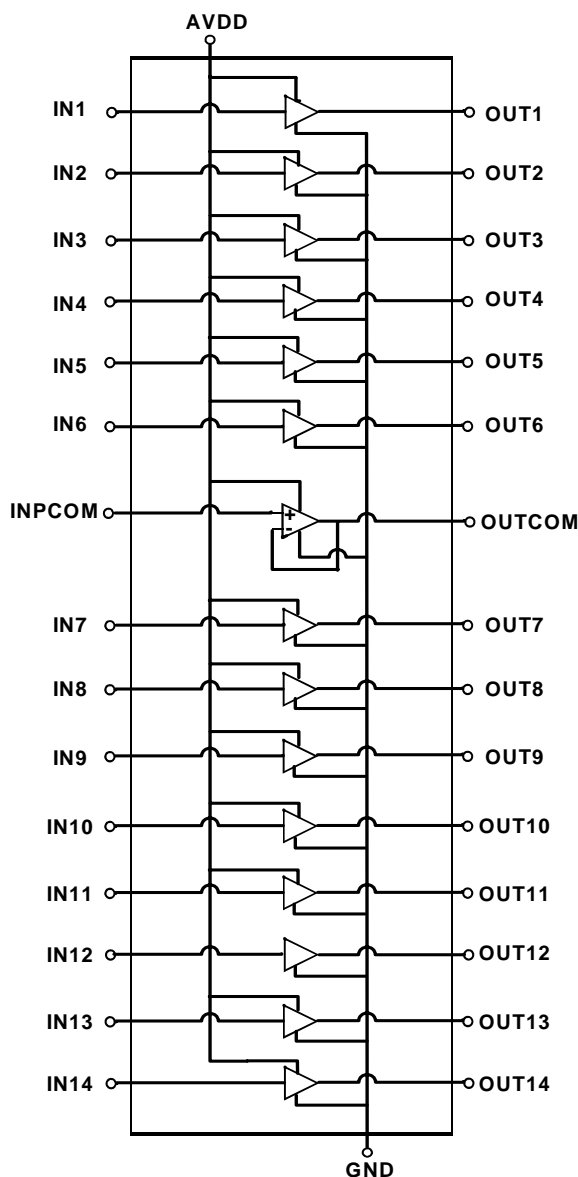 AVDD
IN1 OUT1
IN2 OUT2
IN3 OUT3
IN4 OUT4
IN5 OUT5
IN6 OUT6
INPCOM + OUTCOM
-
IN7 OUT7
IN8 OUT8
IN9 OUT9
IN10 OUT10
IN11 OUT11
IN12 OUT12
IN13 OUT13
IN14 OUT14
GND